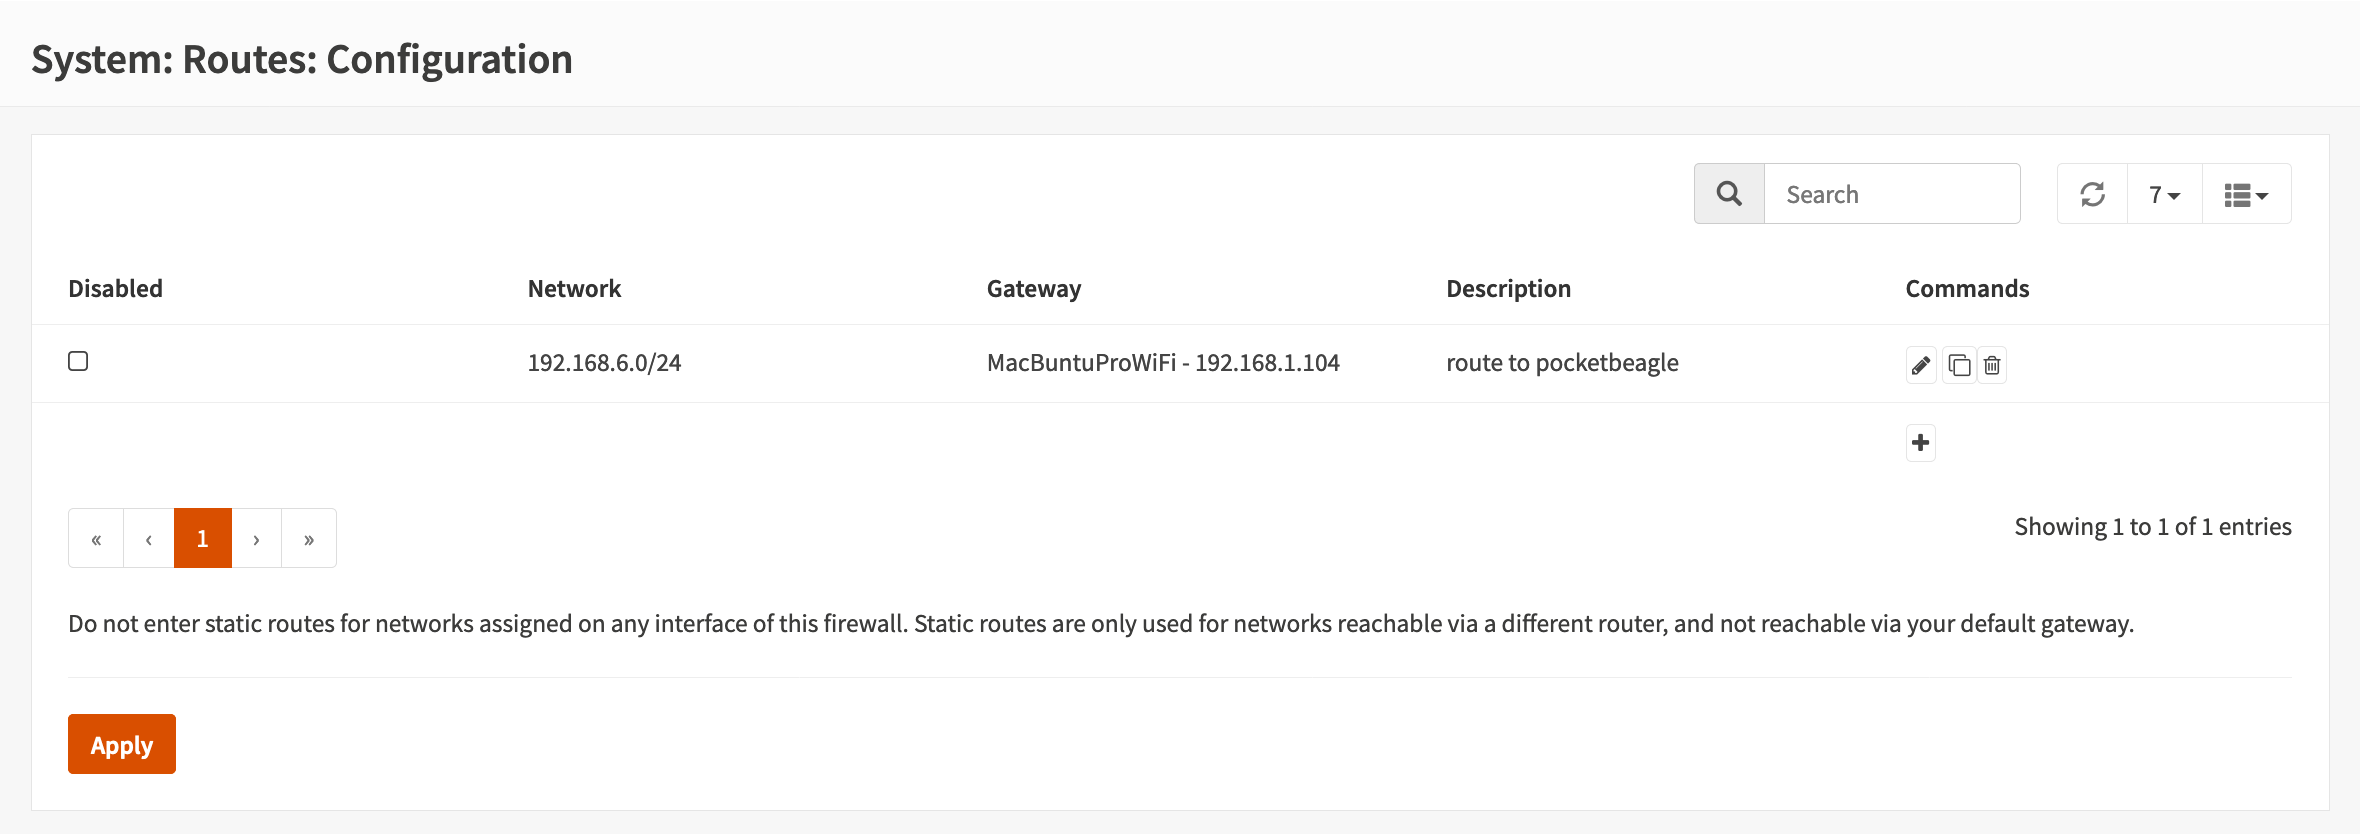 System: Routes: Configuration
Search
7
Disabled Network Gateway Description Commands
192.168.6.0/24 MacBuntuProWiFi - 192.168.1.104 route to pocketbeagle
« ‹ 1 › »
Showing 1 to 1 of 1 entries
Do not enter static routes for networks assigned on any interface of this firewall. Static routes are only used for networks reachable via a different router, and not reachable via your default gateway.
Apply